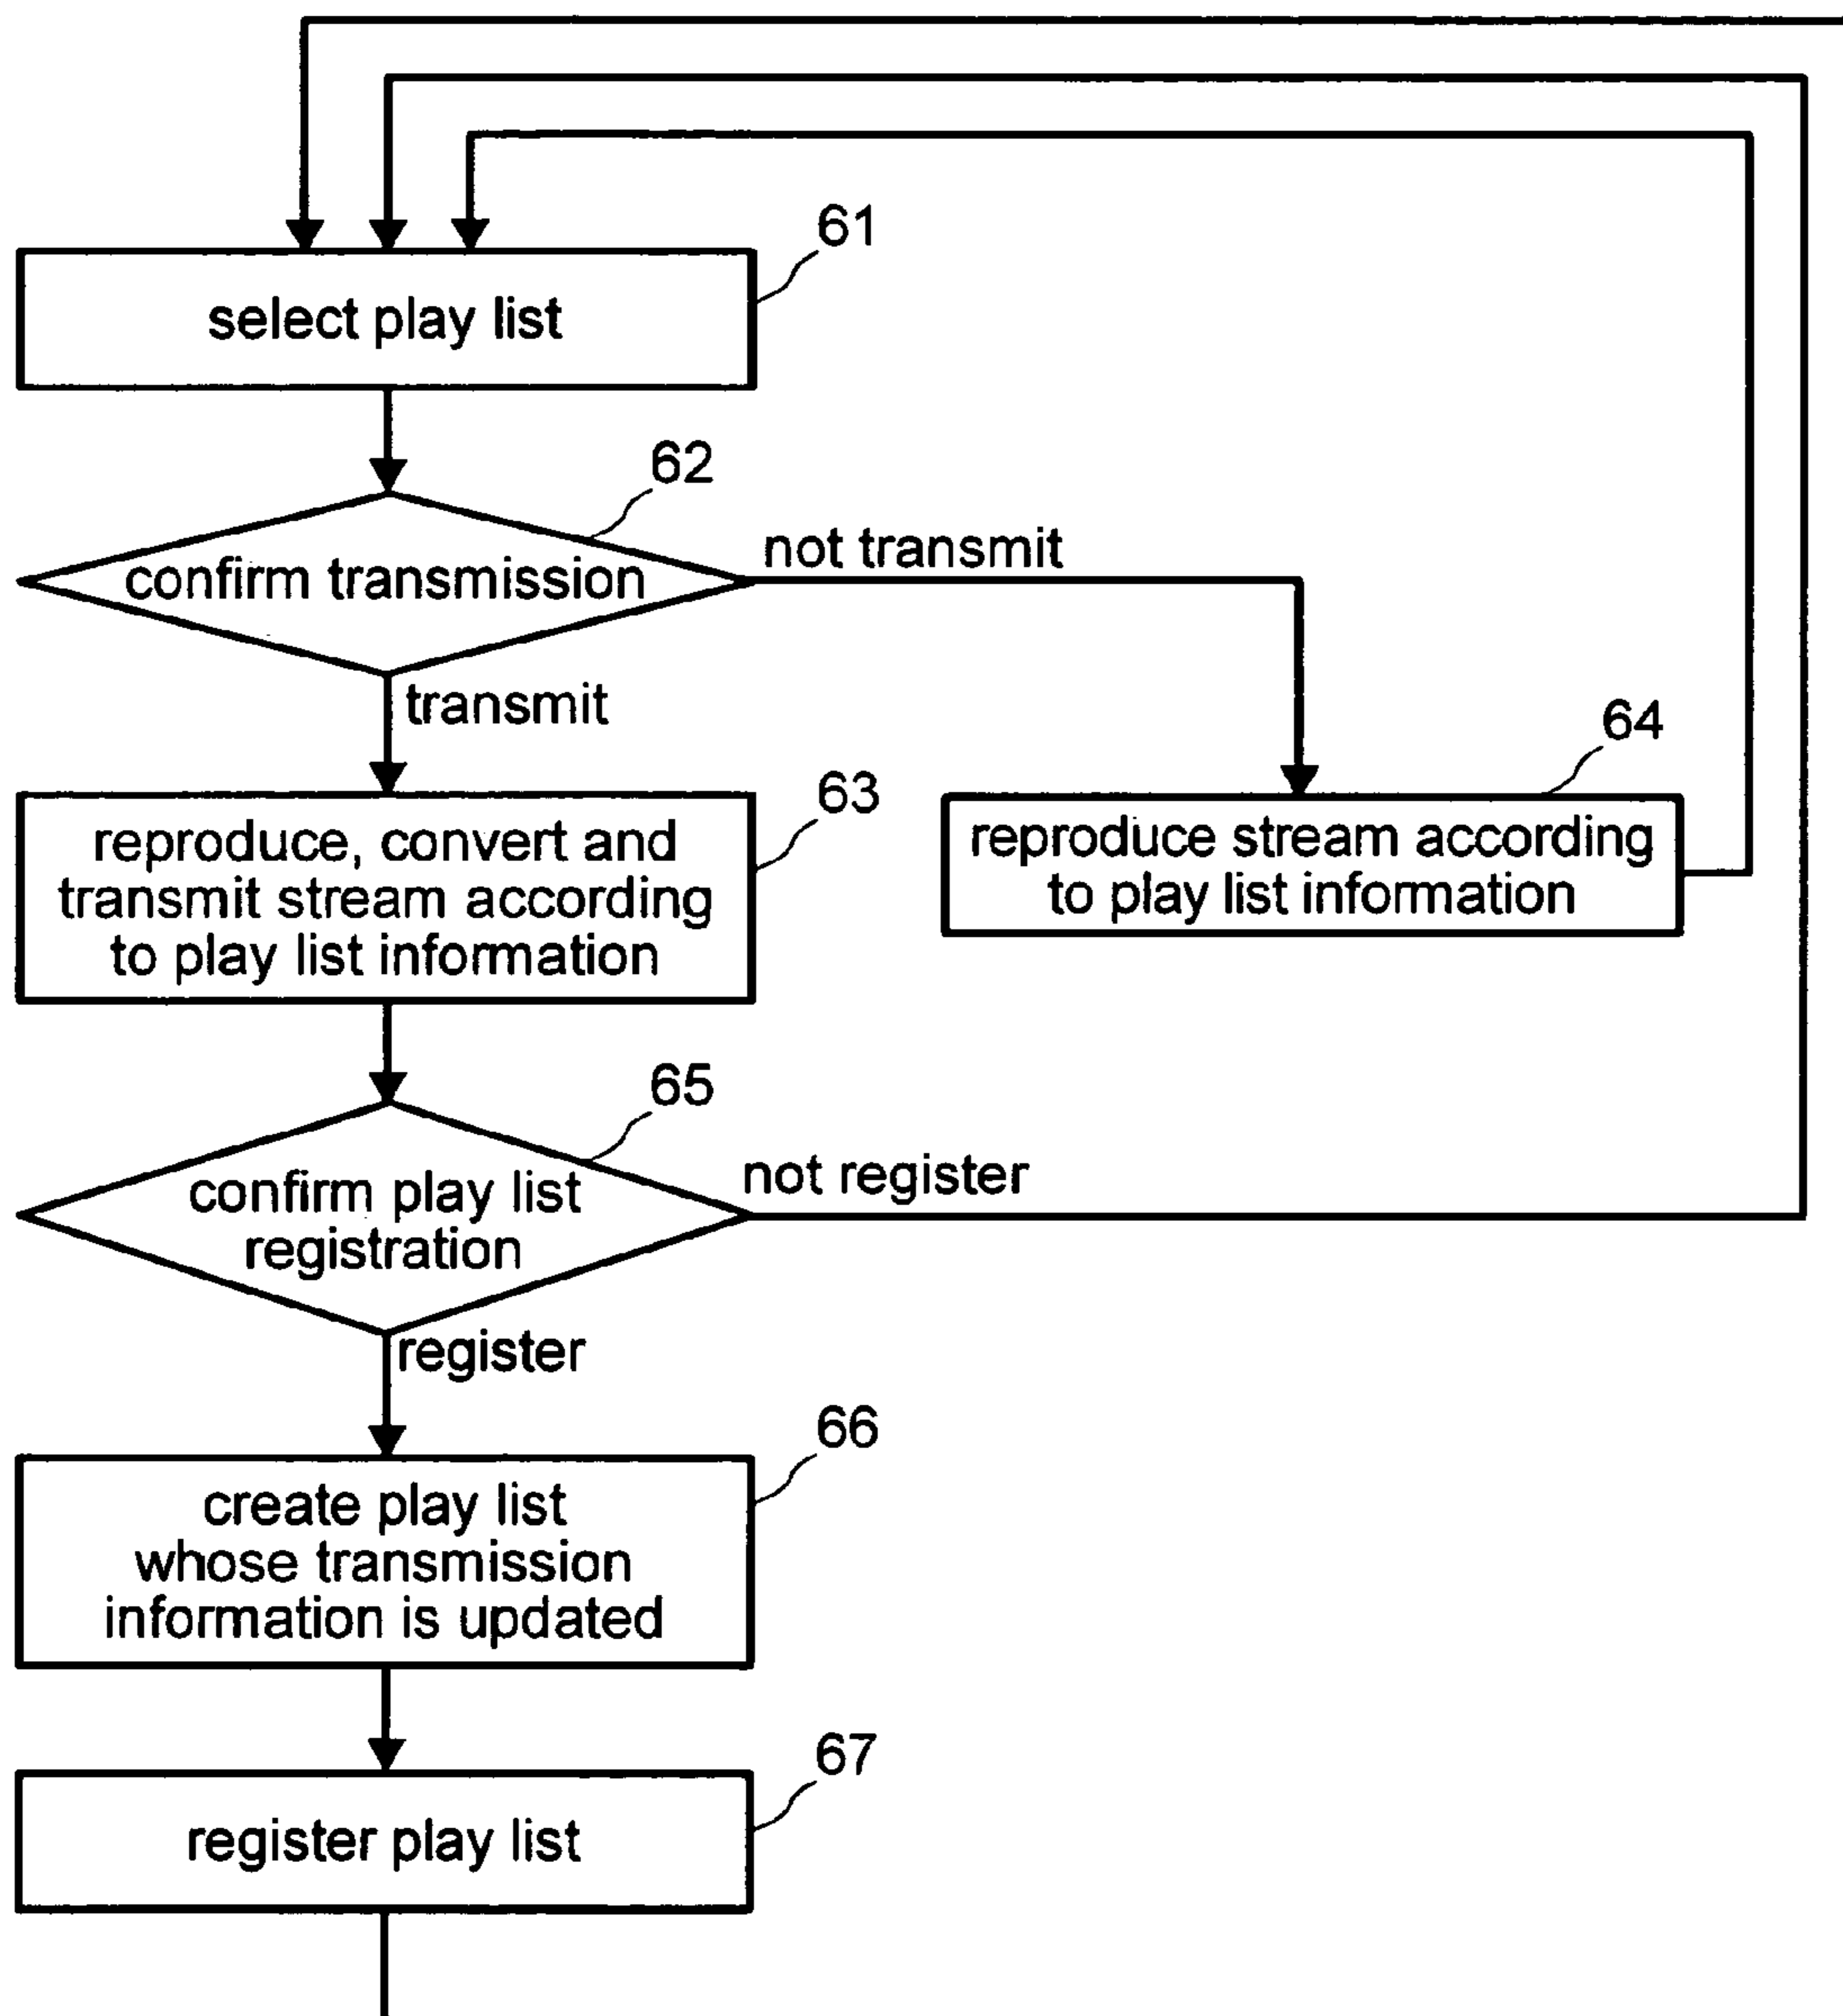 61
select play list
62
confirm transmission
not transmit
transmit
63
reproduce, convert and
transmit stream according
to play list information
64
reproduce stream according
to play list information
65
confirm play list
registration
not register
register
66
create play list
whose transmission
information is updated
67
register play list